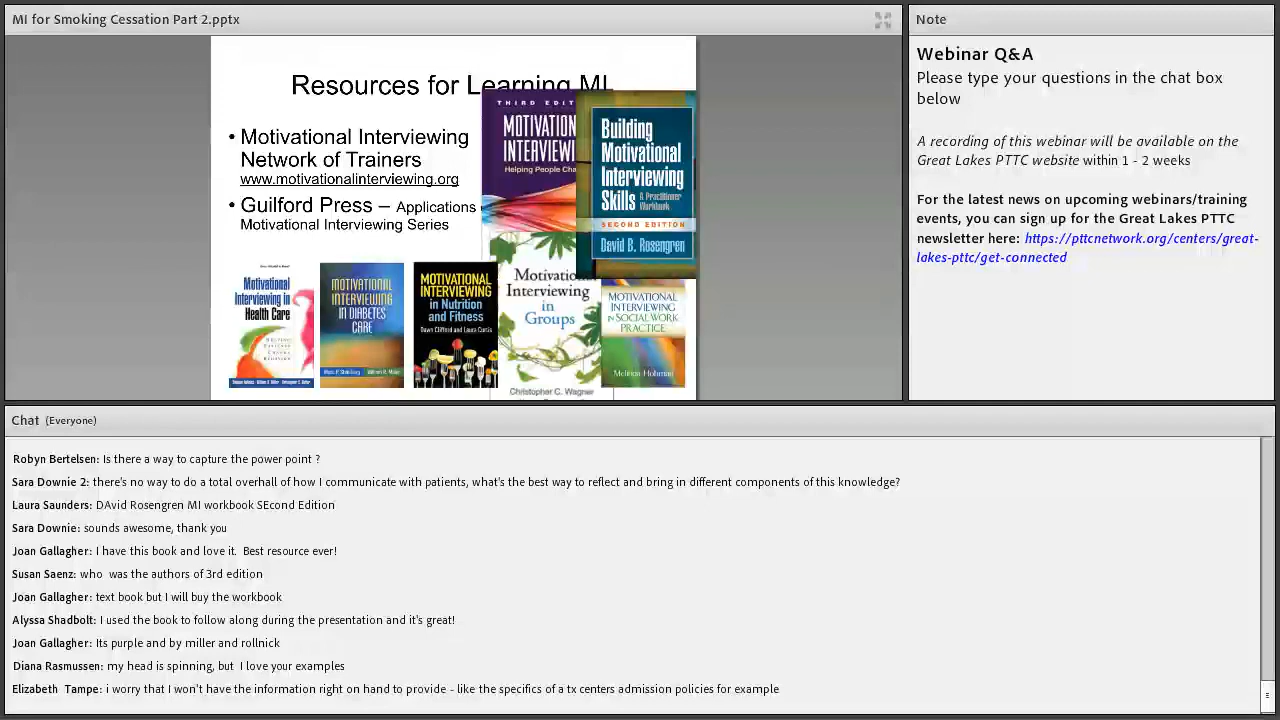 MI for Smoking Cessation Part 2.pptx
Resources for Learning MI
• Motivational Interviewing
Network of Trainers
www.motivationalinterviewing.org
• Guilford Press – Applications
Motivational Interviewing Series
THIRD EDIT
MOTIVATION
INTERVIEWI
Helping People Cha
Building
Motivational
Interviewing
Skills
A Practitioner
Workbook
SECOND EDITION
David B. Rosengren
Motivational
Interviewing in
Health Care
HELPING
PATIENTS
CHANGE
BEHAVIOR
MOTIVATIONAL
INTERVIEWING
IN DIABETES
CARE
MOTIVATIONAL
INTERVIEWING
in Nutrition
and Fitness
Dawn Clifford and Laura Curtis
Motivational
Interviewing
in
Groups
Christopher C. Wagner
MOTIVATIONAL
INTERVIEWING
IN SOCIAL WORK
PRACTICE
Melinda Hohman
Note
Webinar Q&A
Please type your questions in the chat box
below
A recording of this webinar will be available on the
Great Lakes PTTC website within 1 - 2 weeks
For the latest news on upcoming webinars/training
events, you can sign up for the Great Lakes PTTC
newsletter here: https://pttcnetwork.org/centers/great-
lakes-pttc/get-connected
Chat (Everyone)
Robyn Bertelsen: Is there a way to capture the power point ?
Sara Downie 2: there's no way to do a total overhall of how I communicate with patients, what's the best way to reflect and bring in different components of this knowledge?
Laura Saunders: DAvid Rosengren MI workbook SEcond Edition
Sara Downie: sounds awesome, thank you
Joan Gallagher: I have this book and love it.  Best resource ever!
Susan Saenz: who  was the authors of 3rd edition
Joan Gallagher: text book but I will buy the workbook
Alyssa Shadbolt: I used the book to follow along during the presentation and it's great!
Joan Gallagher: Its purple and by miller and rollnick
Diana Rasmussen: my head is spinning, but  I love your examples
Elizabeth  Tampe: i worry that I won't have the information right on hand to provide - like the specifics of a tx centers admission policies for example